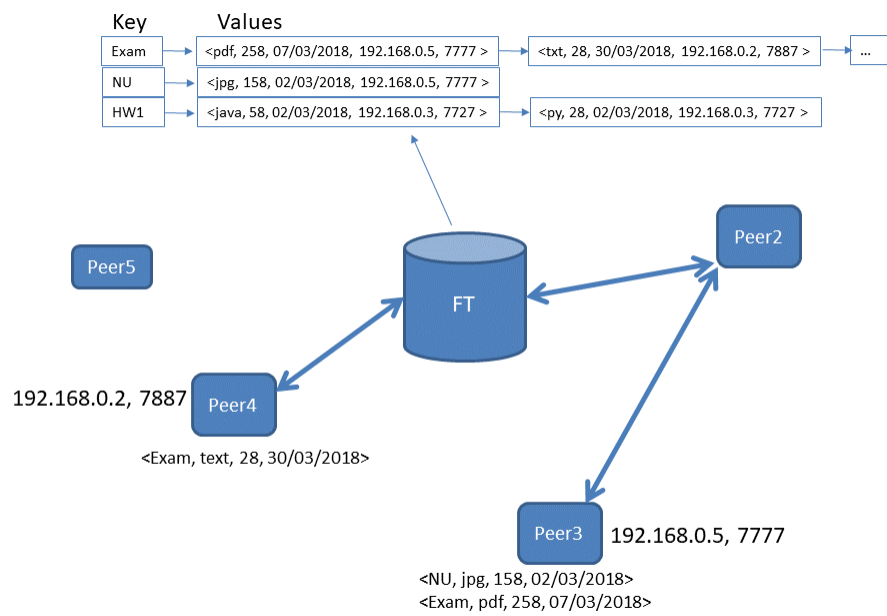 Key Values
Exam <pdf, 258, 07/03/2018, 192.168.0.5, 7777 > <txt, 28, 30/03/2018, 192.168.0.2, 7887> ...
NU <jpg, 158, 02/03/2018, 192.168.0.5, 7777 >
HW1 <java, 58, 02/03/2018, 192.168.0.3, 7727 > <py, 28, 02/03/2018, 192.168.0.3, 7727 >
Peer2
Peer5
FT
192.168.0.2, 7887 Peer4
<Exam, text, 28, 30/03/2018>
Peer3 192.168.0.5, 7777
<NU, jpg, 158, 02/03/2018>
<Exam, pdf, 258, 07/03/2018>